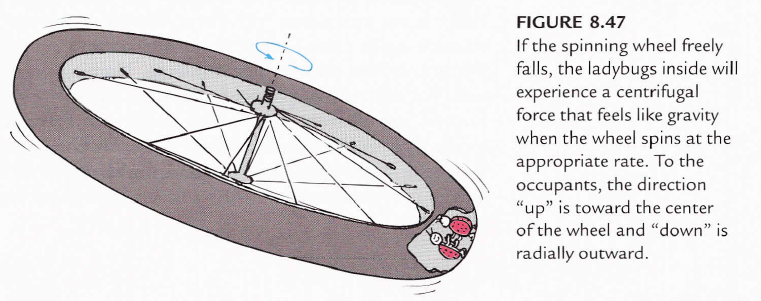 FIGURE 8.47
If the spinning wheel freely
falls, the ladybugs inside will
experience a centrifugal
force that feels like gravity
when the wheel spins at the
appropriate rate. To the
occupants, the direction
“up” is toward the center
of the wheel and “down” is
radially outward.